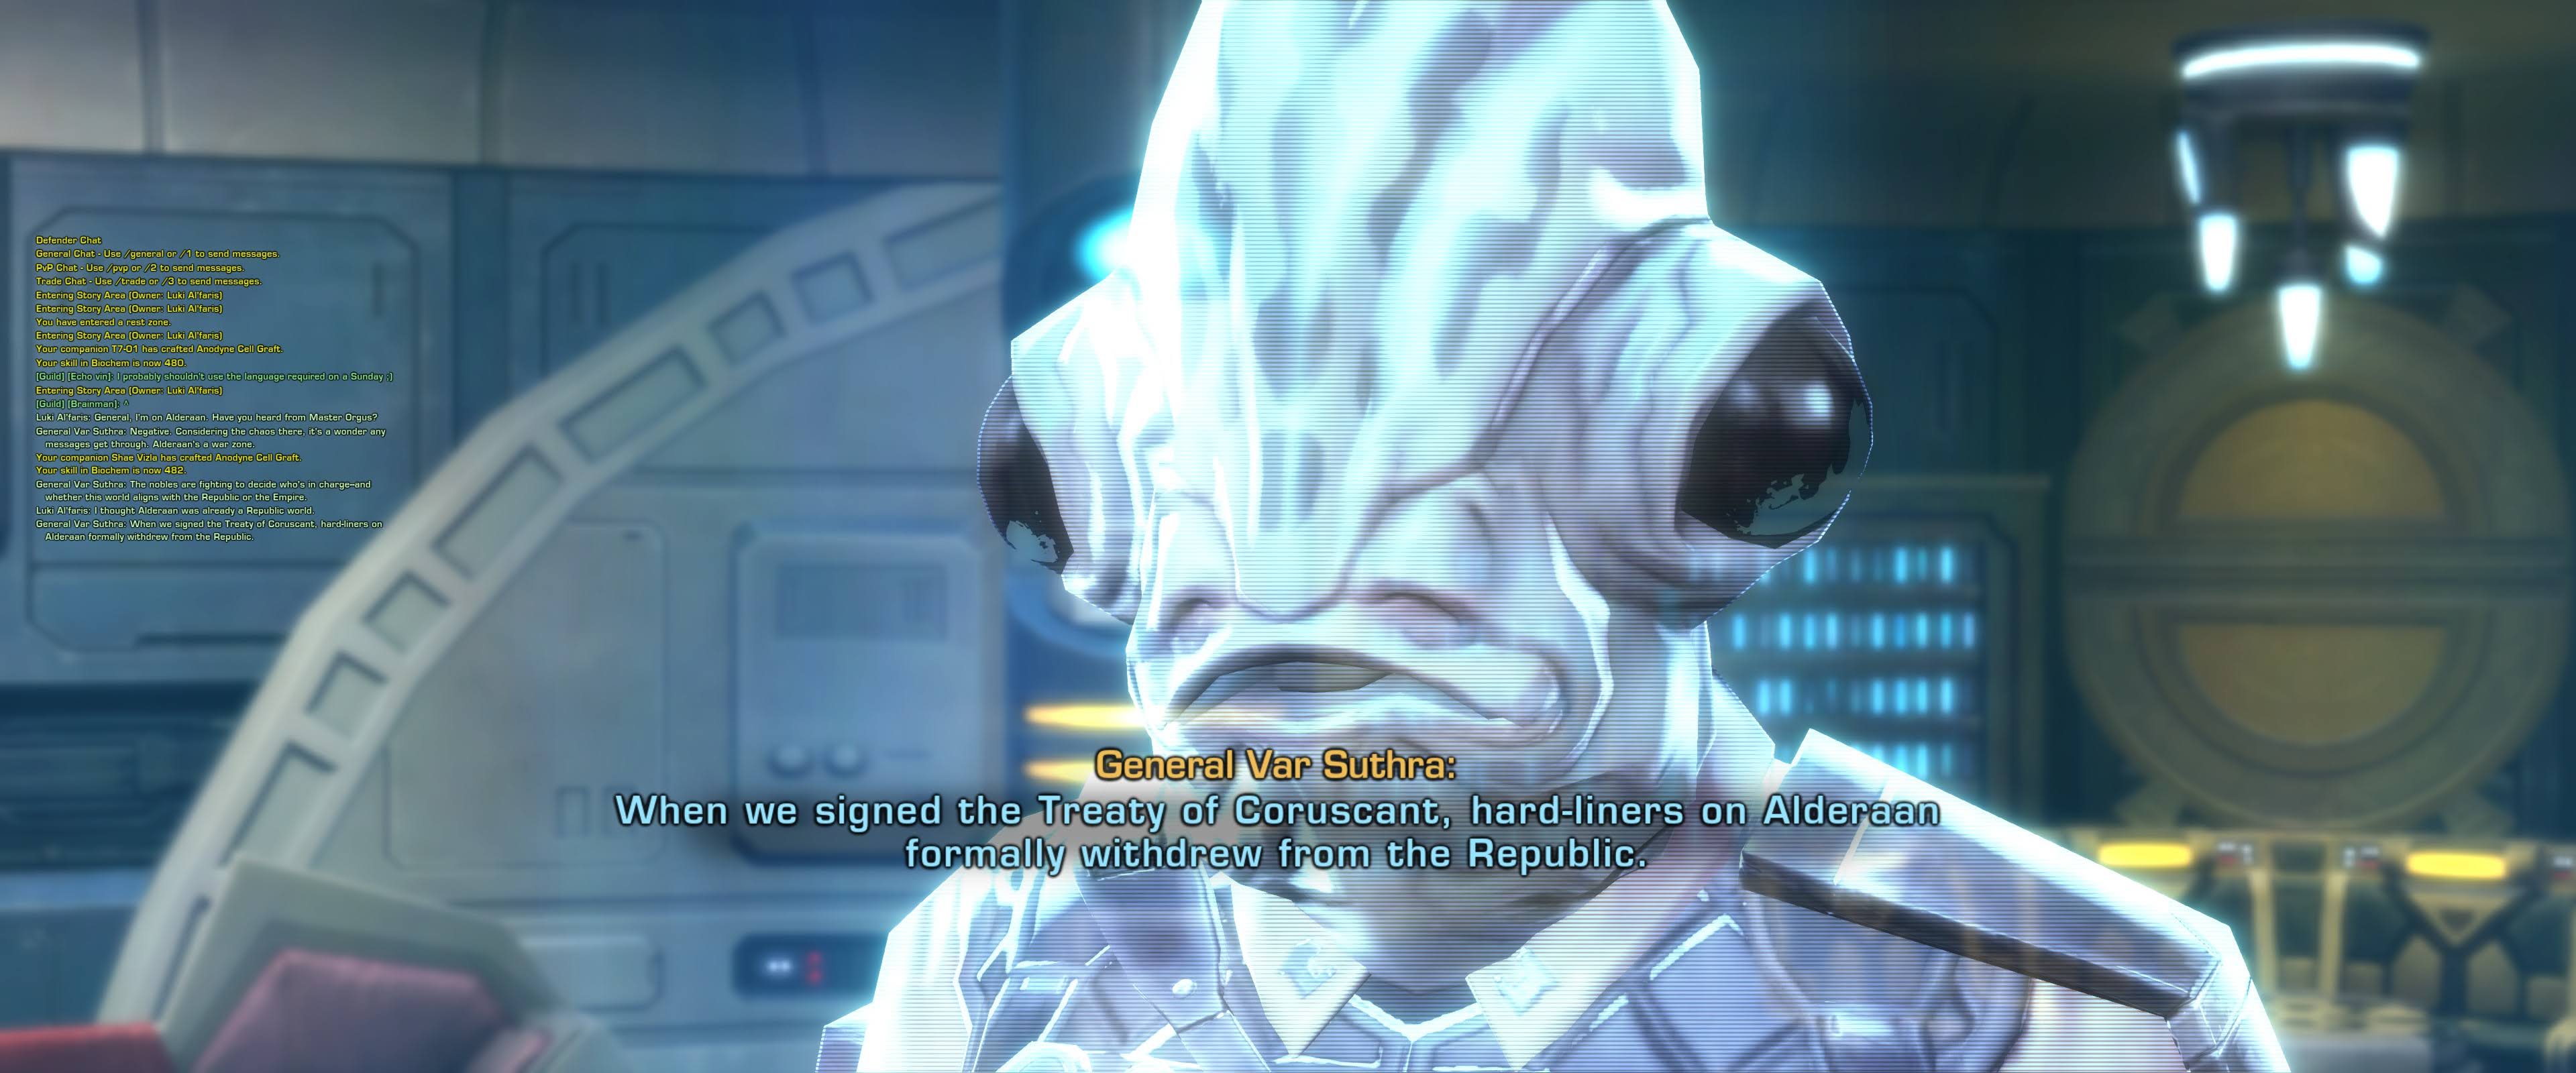 Defender Chat
General Chat - Use /general or /1 to send messages.
PvP Chat - Use /pvp or /2 to send messages.
Trade Chat - Use /trade or /3 to send messages.
Entering Story Area (Owner: Luki Al'faris)
Entering Story Area (Owner: Luki Al'faris)
You have entered a rest zone.
Entering Story Area (Owner: Luki Al'faris)
Your companion T7-01 has crafted Anodyne Cell Graft.
Your skill in Biochem is now 480.
[Guild] [Echo vin]: I probably shouldn't use the language required on a Sunday ;)
Entering Story Area (Owner: Luki Al'faris)
[Guild] [Brainman]: ^
Luki Al'faris: General, I'm on Alderaan. Have you heard from Master Orgus?
General Var Suthra: Negative. Considering the chaos there, it's a wonder any
messages get through. Alderaan's a war zone.
Your companion Shae Vizla has crafted Anodyne Cell Graft.
Your skill in Biochem is now 482.
General Var Suthra: The nobles are fighting to decide who's in charge—and
whether this world aligns with the Republic or the Empire.
Luki Al'faris: I thought Alderaan was already a Republic world.
General Var Suthra: When we signed the Treaty of Coruscant, hard-liners on
Alderaan formally withdrew from the Republic.
General Var Suthra:
When we signed the Treaty of Coruscant, hard-liners on Alderaan
formally withdrew from the Republic.